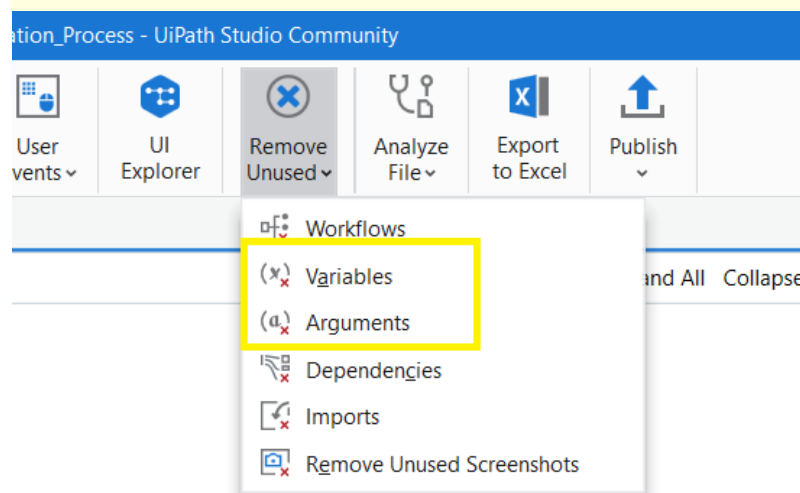 ation_Process - UiPath Studio Community
User
vents
UI
Explorer
Remove
Unused
Analyze
File
Export
to Excel
Publish
Workflows
Variables
and All Collapse
Arguments
Dependencies
Imports
Remove Unused Screenshots